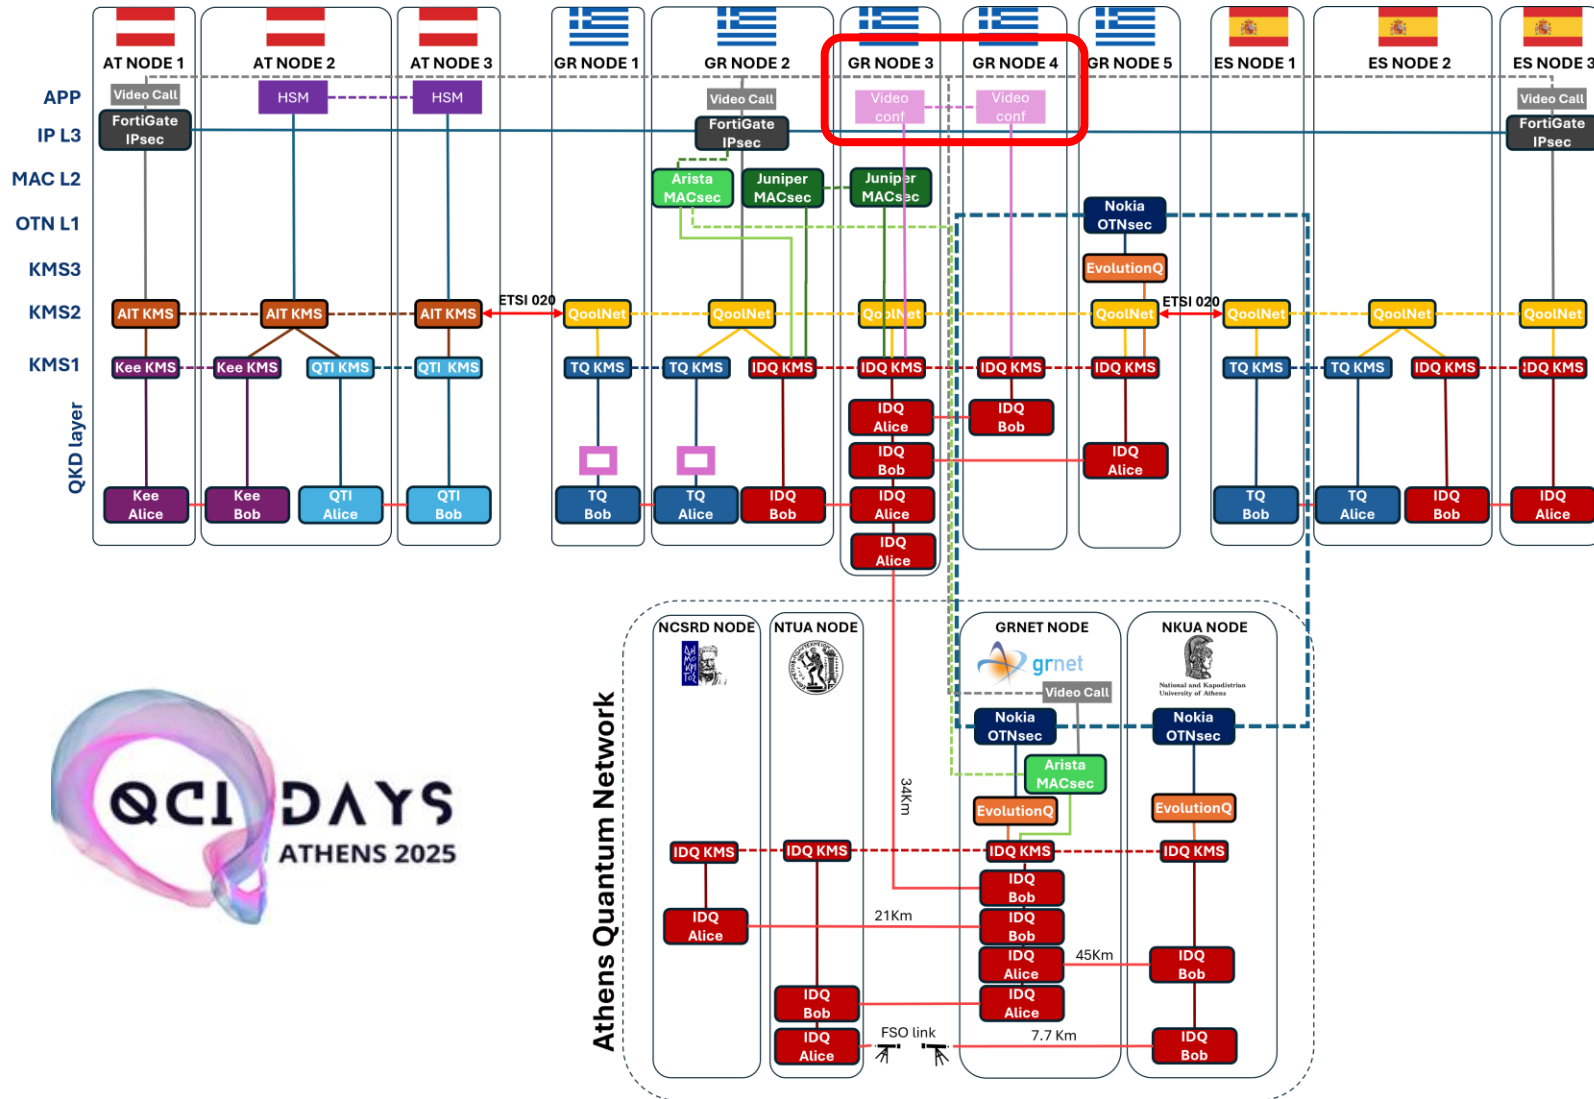 AT NODE 1
AT NODE 2
AT NODE 3
GR NODE 1
GR NODE 2
GR NODE 3
GR NODE 4
GR NODE 5
ES NODE 1
ES NODE 2
ES NODE 3
APP
Video Call
HSM
HSM
Video Call
Video
conf
Video
conf
Video Call
IP L3
FortiGate
IPsec
FortiGate
IPsec
FortiGate
IPsec
MAC L2
Arista
MACsec
Juniper
MACsec
Juniper
MACsec
OTN L1
Nokia
OTNsec
KMS3
EvolutionQ
KMS2
AIT KMS
AIT KMS
AIT KMS
ETSI 020
QoolNet
QoolNet
QoolNet
QoolNet
ETSI 020
QoolNet
QoolNet
QoolNet
KMS1
Kee KMS
Kee KMS
QTI KMS
QTI KMS
TQ KMS
TQ KMS
IDQ KMS
IDQ KMS
IDQ KMS
IDQ KMS
TQ KMS
TQ KMS
IDQ KMS
IDQ KMS
QKD layer
IDQ
Alice
IDQ
Bob
IDQ
Bob
IDQ
Alice
Kee
Alice
Kee
Bob
QTI
Alice
QTI
Bob
TQ
Bob
TQ
Alice
IDQ
Bob
IDQ
Alice
TQ
Bob
TQ
Alice
IDQ
Bob
IDQ
Alice
IDQ
Alice
Athens Quantum Network
NCSRD NODE
NTUA NODE
GRNET NODE
NKUA NODE
ΔΗ
ΜΟ
ΚΡΙ
ΤΟΣ
grnet
National and Kapodistrian
University of Athens
Video Call
Nokia
OTNsec
Nokia
OTNsec
Arista
MACsec
34Km
EvolutionQ
EvolutionQ
IDQ KMS
IDQ KMS
IDQ KMS
IDQ KMS
IDQ
Bob
IDQ
Alice
21Km
IDQ
Bob
IDQ
Alice
45Km
IDQ
Bob
IDQ
Bob
IDQ
Alice
IDQ
Alice
FSO link
7.7 Km
IDQ
Bob
QCI DAYS
ATHENS 2025